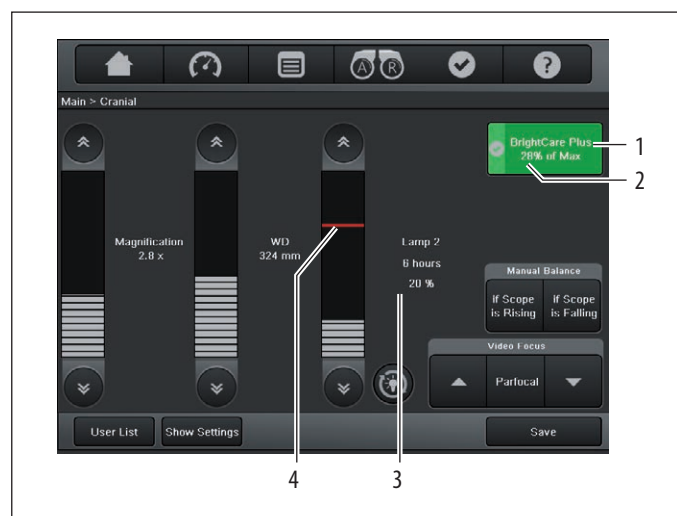 A R ?
Main > Cranial
BrightCare Plus
28% of Max
1
2
Magnification
2.8 x
WD
324 mm
Lamp 2
6 hours
20 %
Manual Balance
if Scope
is Rising
if Scope
is Falling
Video Focus
Parfocal
User List
Show Settings
Save
4
3